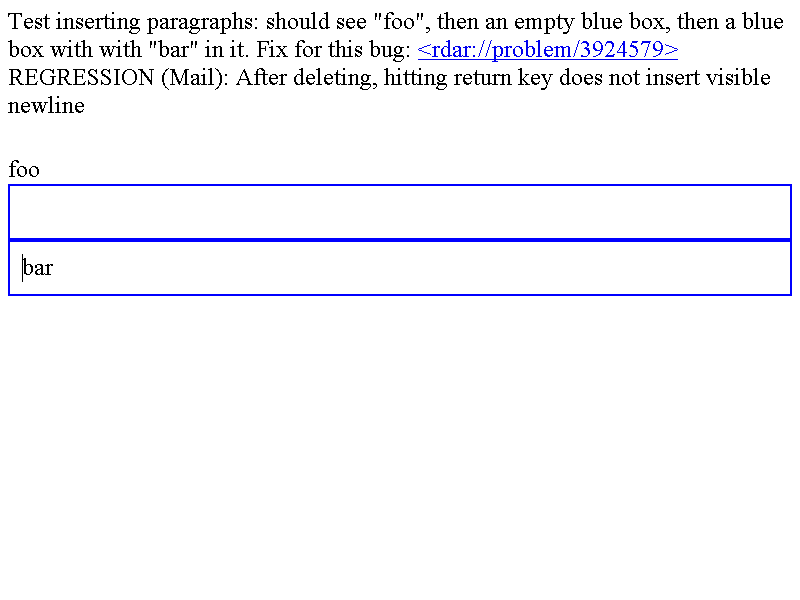 Test inserting paragraphs: should see "foo", then an empty blue box, then a blue
box with with "bar" in it. Fix for this bug: <rdar://problem/3924579>
REGRESSION (Mail): After deleting, hitting return key does not insert visible
newline
foo
bar